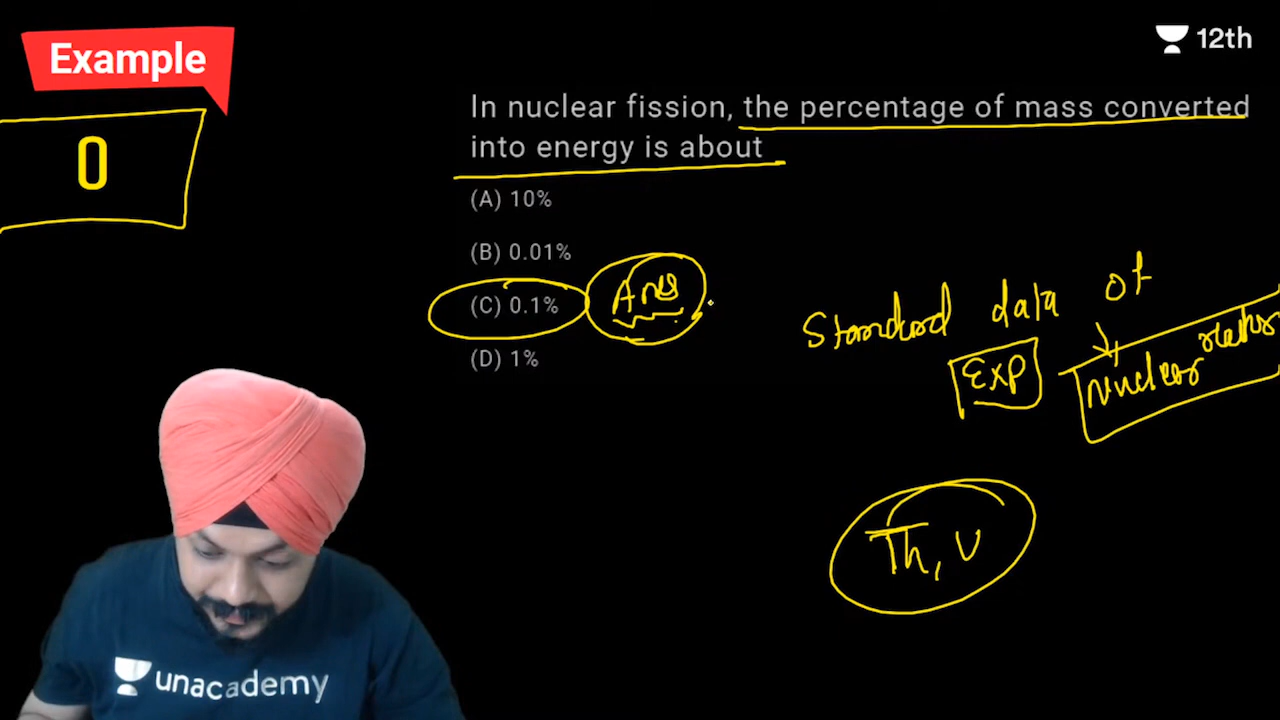 Example
12th
0
In nuclear fission, the percentage of mass converted
into energy is about
(A) 10%
(B) 0.01%
(C) 0.1%
Ans
(D) 1%
Standard data of
Exp
Nuclear
Th, U
unacademy